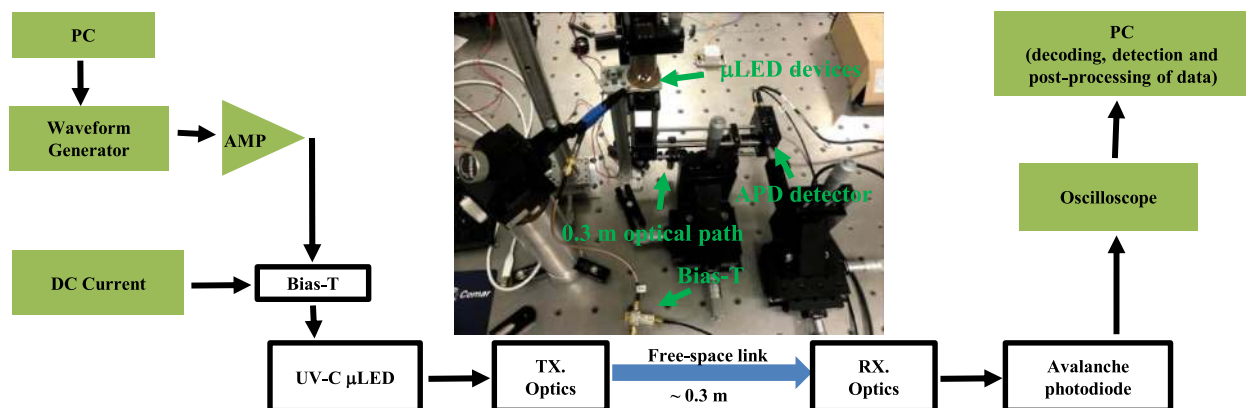 PC
Waveform
Generator
AMP
DC Current
Bias-T
UV-C μLED
TX.
Optics
Free-space link
~ 0.3 m
RX.
Optics
Avalanche
photodiode
Oscilloscope
PC
(decoding, detection and
post-processing of data)
μLED devices
APD detector
0.3 m optical path
Bias-T
Comar